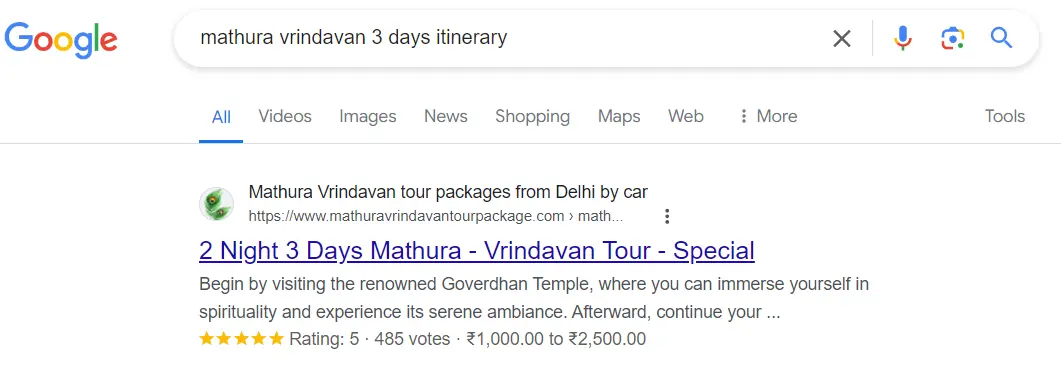 Google
mathura vrindavan 3 days itinerary
All Videos Images News Shopping Maps Web More Tools
Mathura Vrindavan tour packages from Delhi by car
https://www.mathuravrindavantourpackage.com › math...
2 Night 3 Days Mathura - Vrindavan Tour - Special
Begin by visiting the renowned Goverdhan Temple, where you can immerse yourself in
spirituality and experience its serene ambiance. Afterward, continue your ...
Rating: 5 · 485 votes · ₹1,000.00 to ₹2,500.00